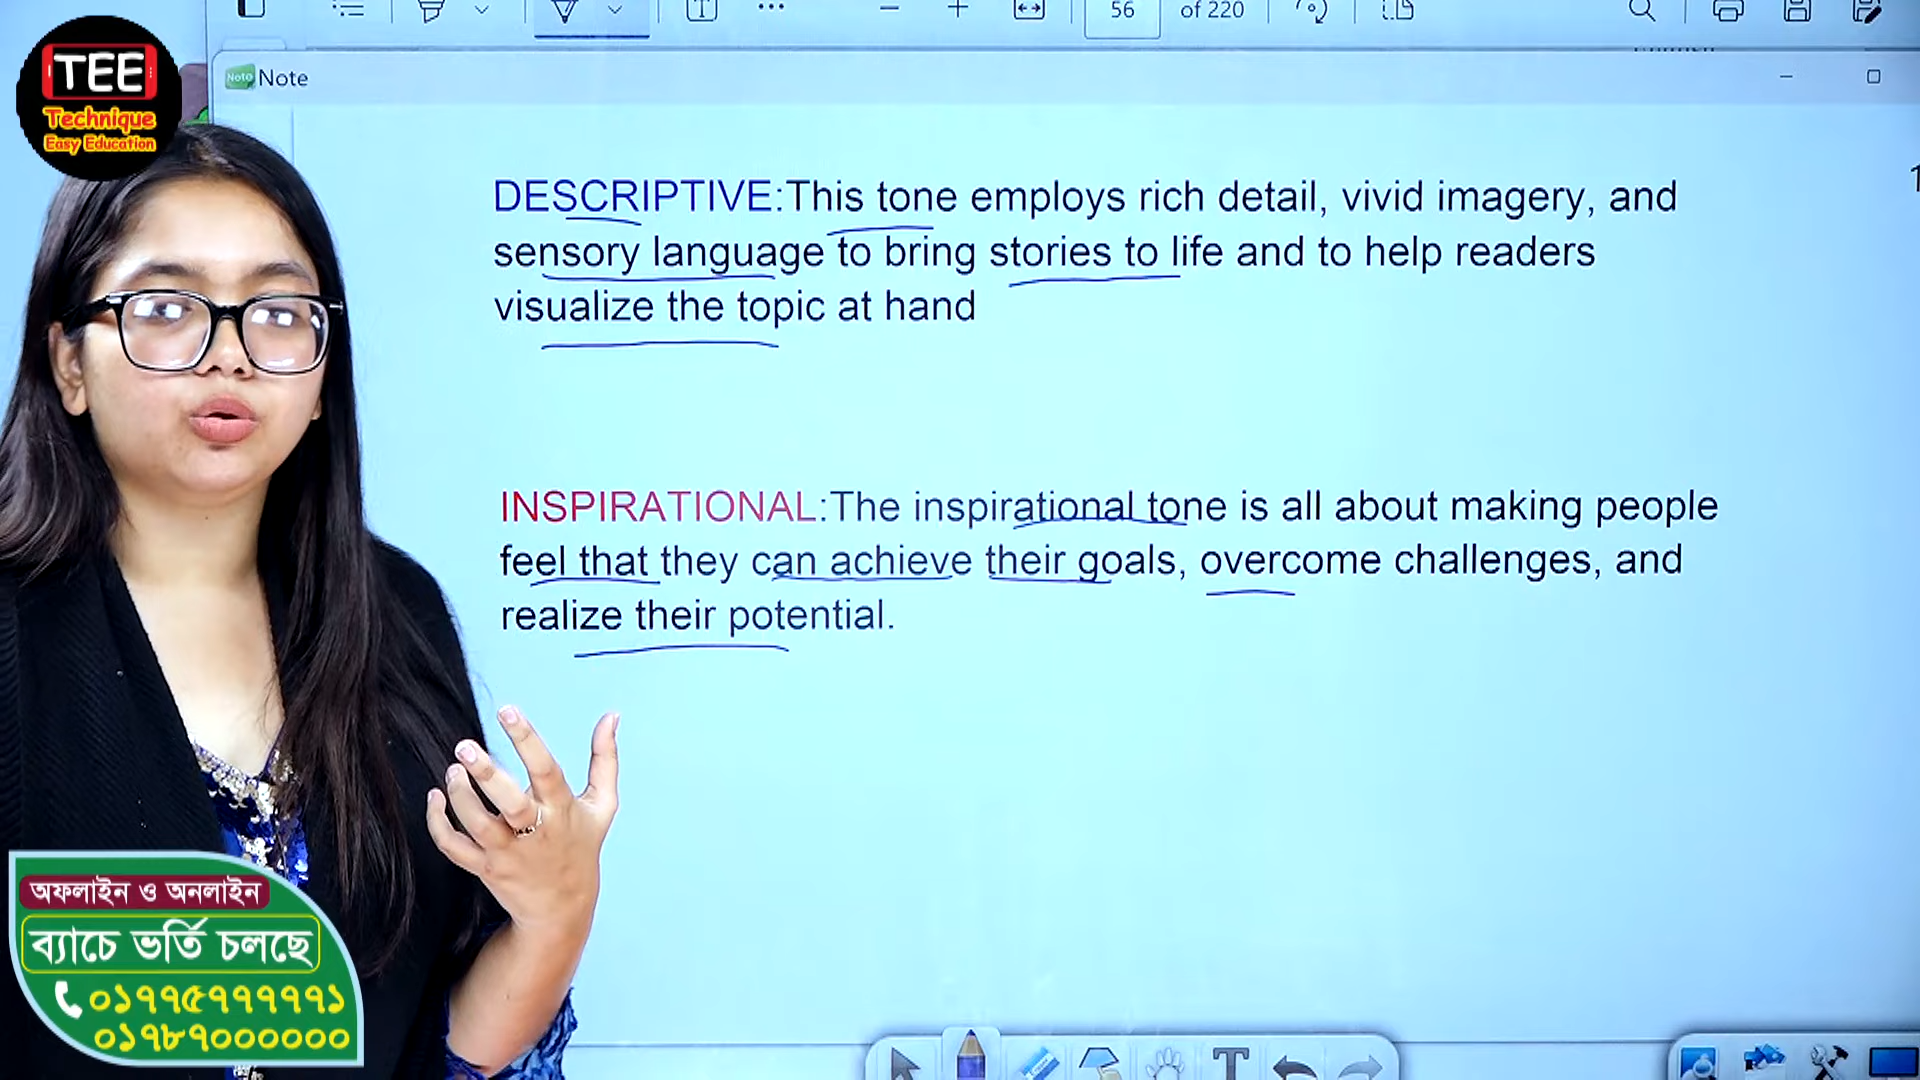 56 of 220
TEE
Technique
Easy Education
Note
Note
DESCRIPTIVE:This tone employs rich detail, vivid imagery, and
sensory language to bring stories to life and to help readers
visualize the topic at hand
INSPIRATIONAL:The inspirational tone is all about making people
feel that they can achieve their goals, overcome challenges, and
realize their potential.
অফলাইন ও অনলাইন
ব্যাচে ভর্তি চলছে
০১৭৭৫৭৭৭৭৭১
০১৭৮৭০০০০০০